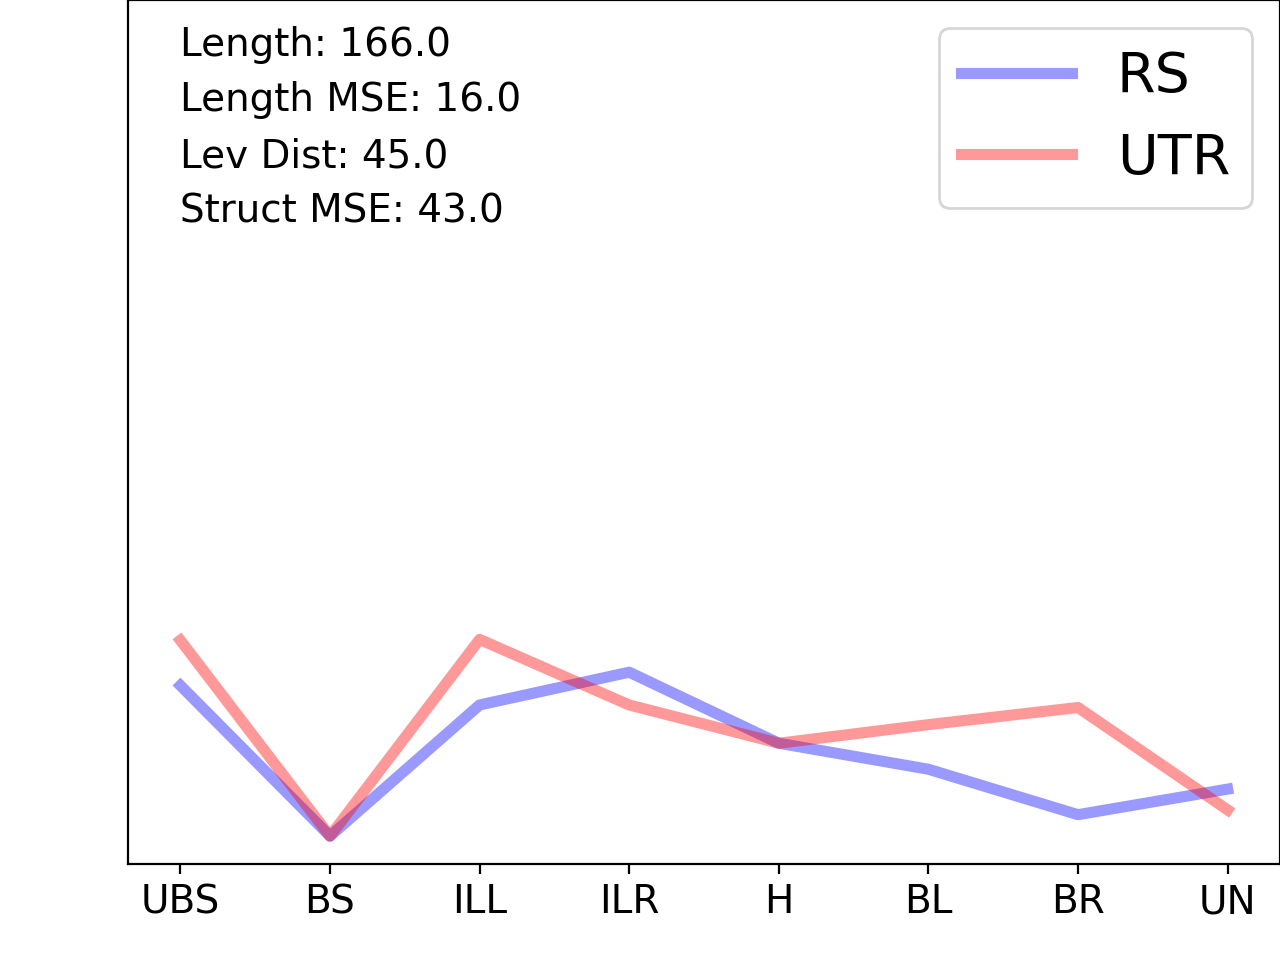 Length: 166.0
Length MSE: 16.0
Lev Dist: 45.0
Struct MSE: 43.0
RS
UTR
UBS BS ILL ILR H BL BR UN